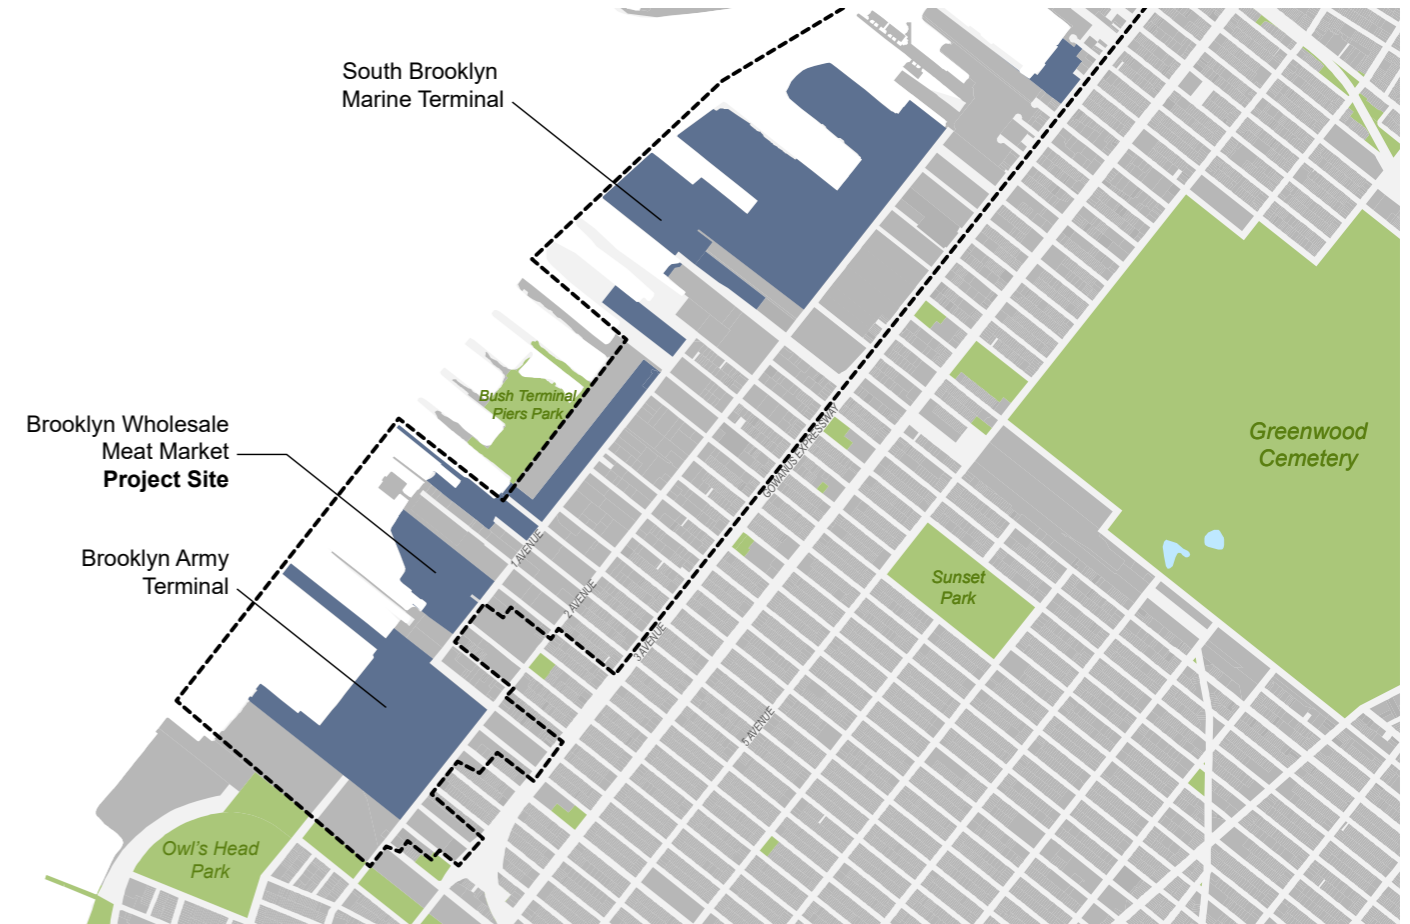 South Brooklyn
Marine Terminal
Bush Terminal
Piers Park
Brooklyn Wholesale
Meat Market
Project Site
GOWANUS EXPRESSWAY
Greenwood
Cemetery
Brooklyn Army
Terminal
1 AVENUE
2 AVENUE
3 AVENUE
Sunset
Park
5 AVENUE
Owl's Head
Park